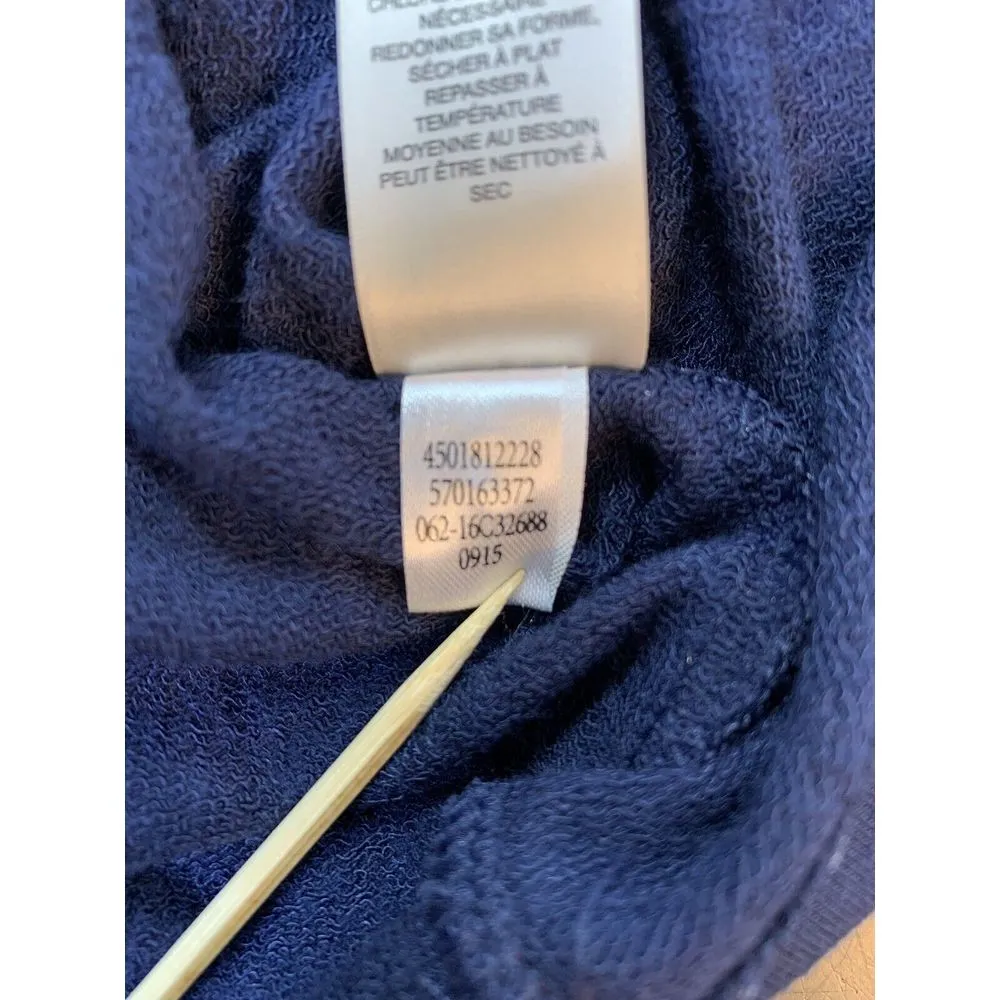 NÉCESSAIRE
REDONNER SA FORME,
SÉCHER À PLAT
REPASSER À
TEMPÉRATURE
MOYENNE AU BESOIN
PEUT ÊTRE NETTOYÉ À
SEC
4501812228
570163372
062-16C32688
0915